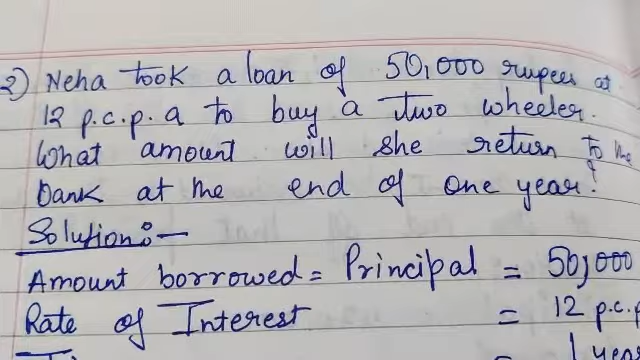 2) Neha took a loan of 50,000 rupees at
12 p.c.p.a to buy a two wheeler.
What amount will she return to the
bank at the end of one year?
Solution:-
Amount borrowed = Principal = 50,000
Rate of Interest = 12 p.c.p
= 1 year